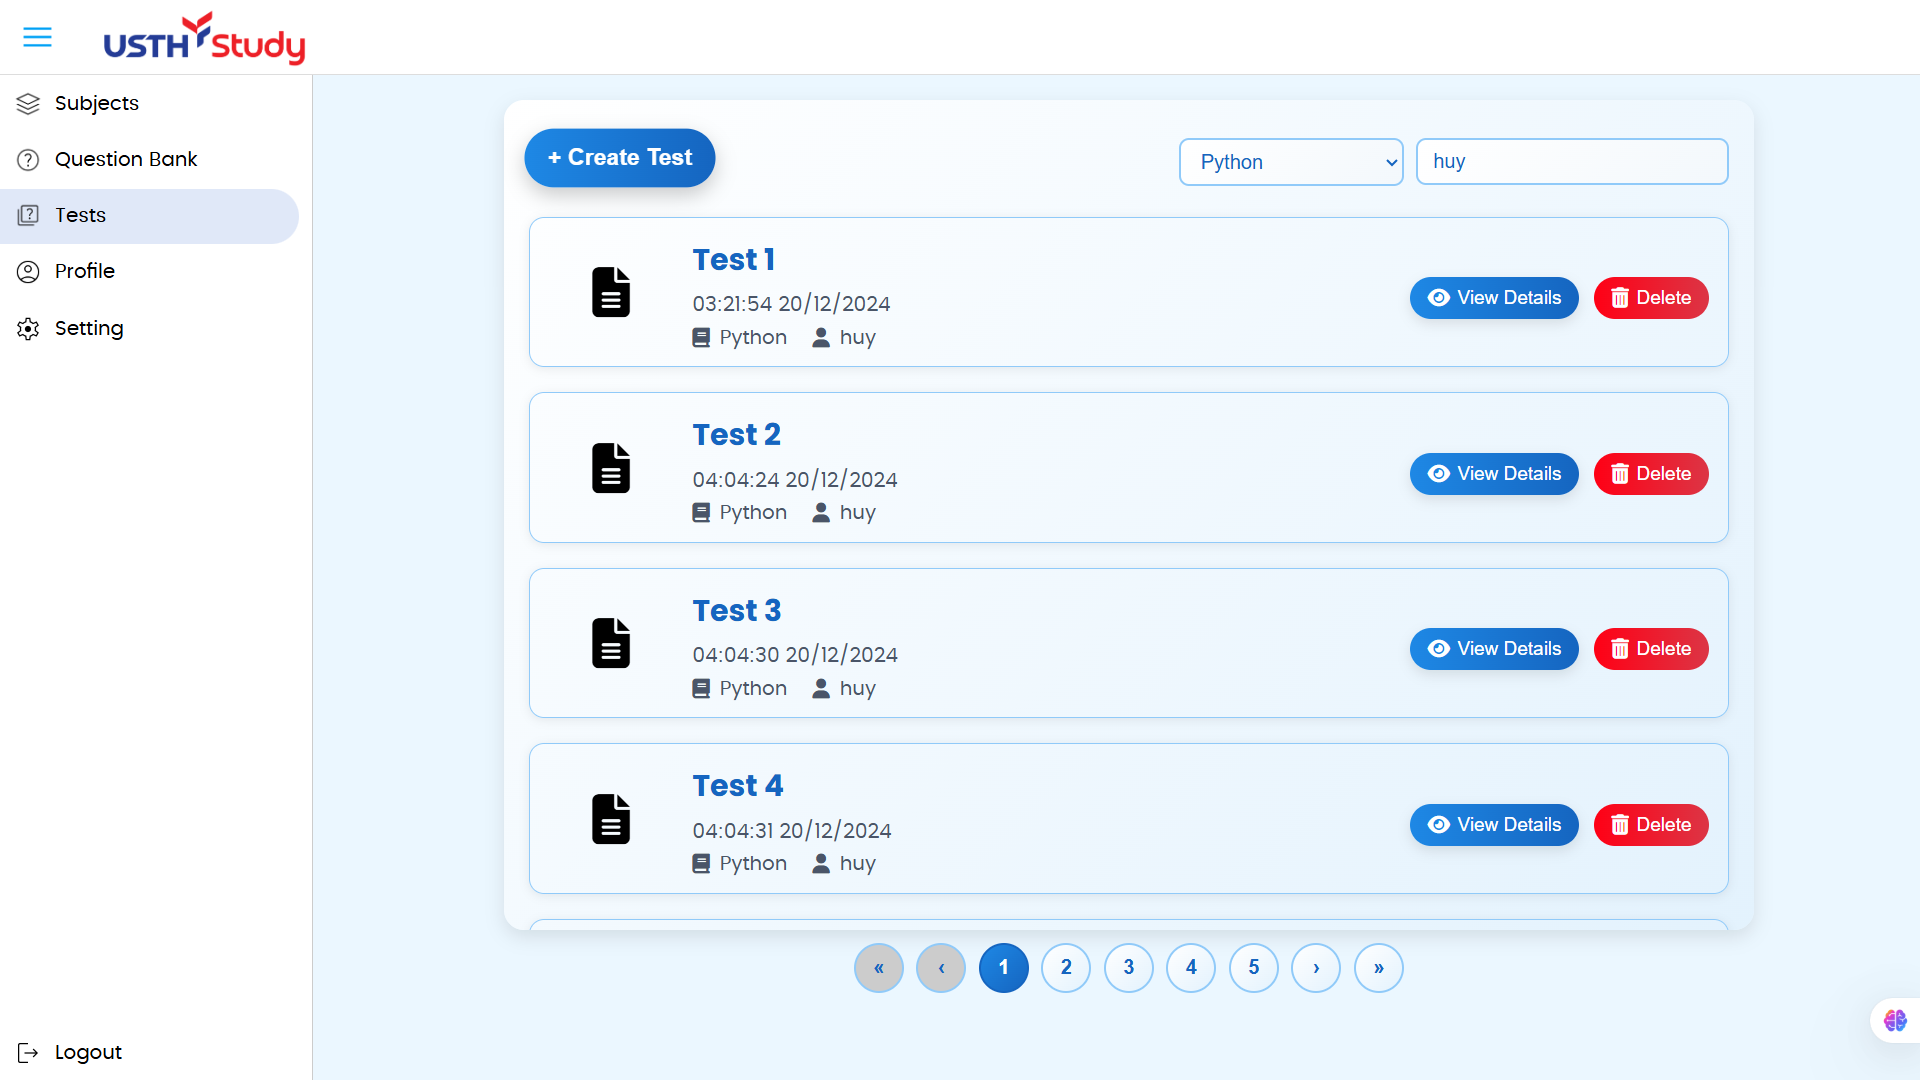 USTH Study
Subjects
Question Bank
Tests
Profile
Setting
Logout
+ Create Test
Python
huy
Test 1
03:21:54 20/12/2024
Python huy
View Details
Delete
Test 2
04:04:24 20/12/2024
Python huy
View Details
Delete
Test 3
04:04:30 20/12/2024
Python huy
View Details
Delete
Test 4
04:04:31 20/12/2024
Python huy
View Details
Delete
« ‹ 1 2 3 4 5 › »